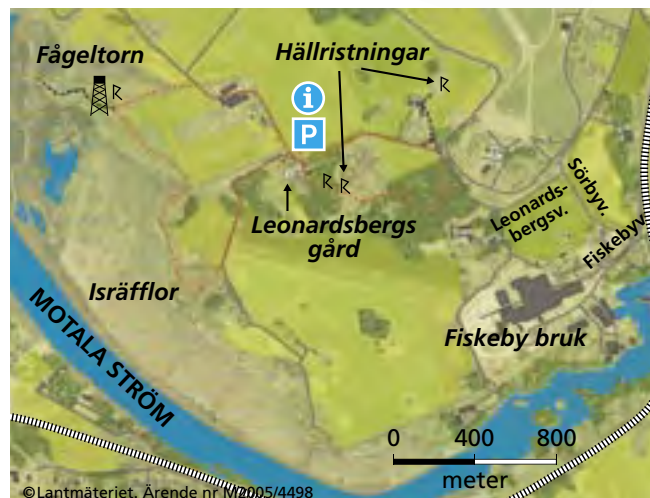 Fågeltorn
Hällristningar
i
P
Leonardsbergs
gård
Leonards-
bergsv.
Sörbyv.
Fiskebyv.
Isräfflor
MOTALA STRÖM
Fiskeby bruk
0 400 800
meter
©Lantmäteriet. Ärende nr M2005/4498